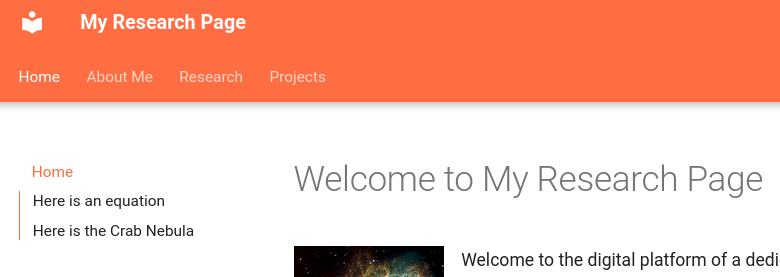 My Research Page
Home About Me Research Projects
Home
Here is an equation
Here is the Crab Nebula
Welcome to My Research Page
Welcome to the digital platform of a